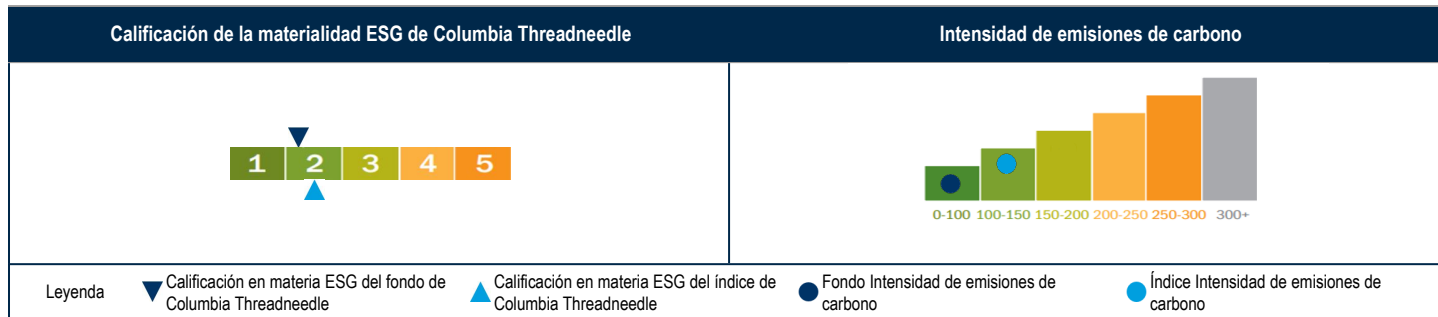 Calificación de la materialidad ESG de Columbia Threadneedle
Intensidad de emisiones de carbono
1 2 3 4 5
0-100 100-150 150-200 200-250 250-300 300+
Leyenda
Calificación en materia ESG del fondo de
Columbia Threadneedle
Calificación en materia ESG del índice de
Columbia Threadneedle
Fondo Intensidad de emisiones de
carbono
Índice Intensidad de emisiones de
carbono